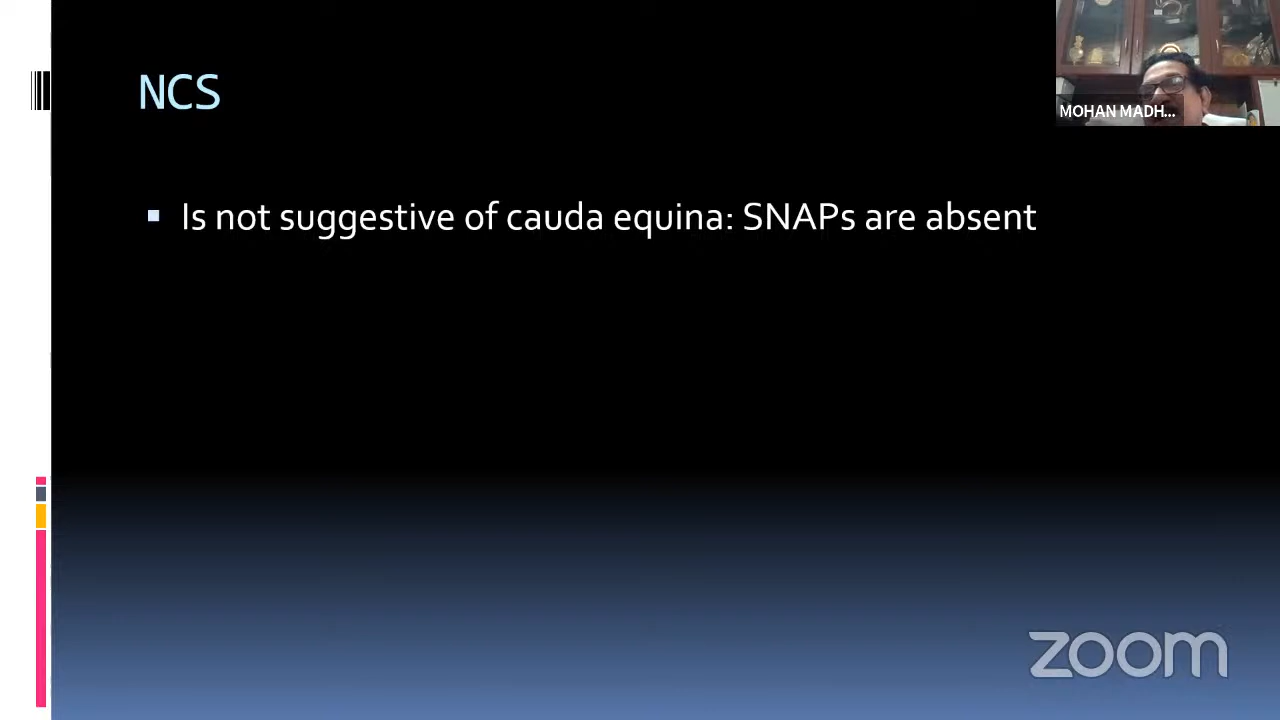 NCS
MOHAN MADH...
Is not suggestive of cauda equina: SNAPs are absent
zoom